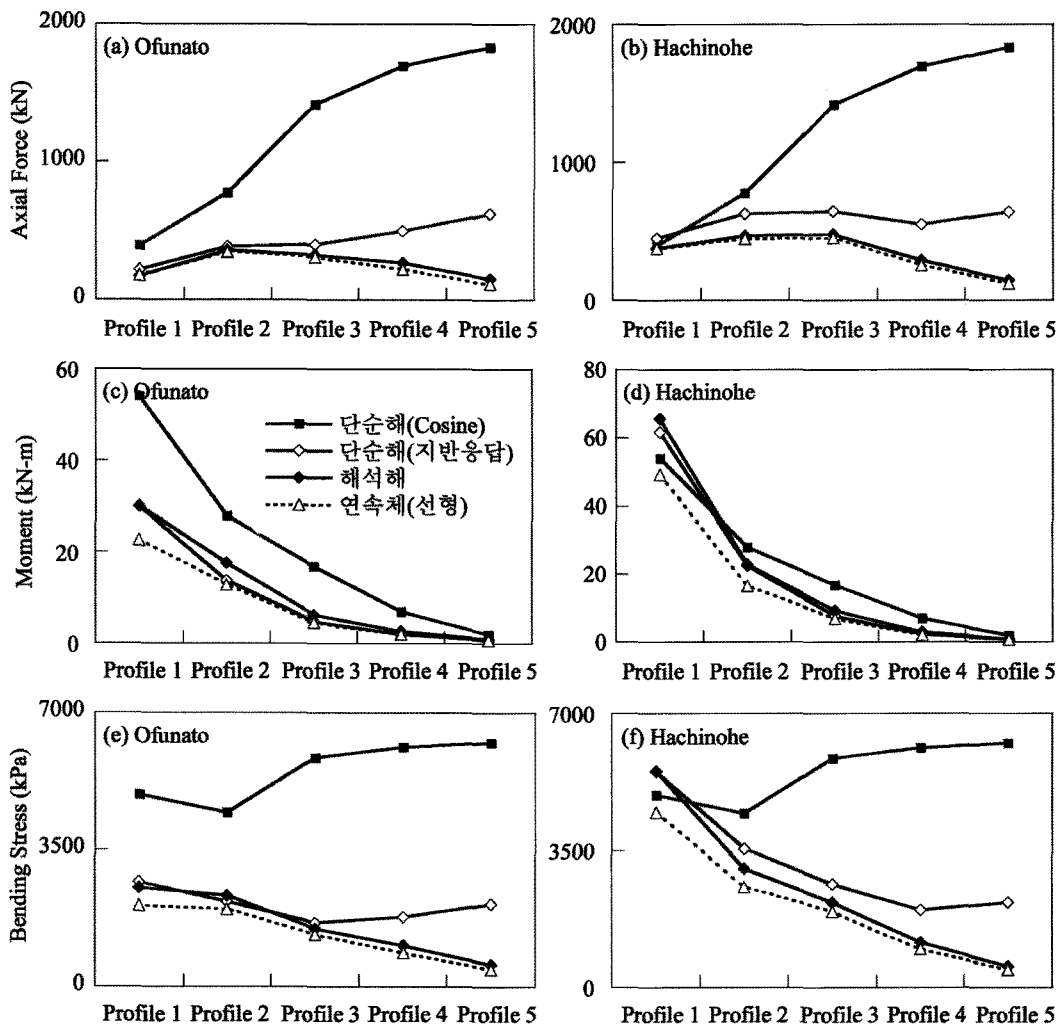 2000
(a) Ofunato
1000
0
Axial Force (kN)
Profile 1 Profile 2 Profile 3 Profile 4 Profile 5
2000
(b) Hachinohe
1000
0
Profile 1 Profile 2 Profile 3 Profile 4 Profile 5
60
(c) Ofunato
40
20
0
Moment (kN-m)
단순해(Cosine)
단순해(지반응답)
해석해
연속체(선형)
Profile 1 Profile 2 Profile 3 Profile 4 Profile 5
80
(d) Hachinohe
60
40
20
0
Profile 1 Profile 2 Profile 3 Profile 4 Profile 5
7000
(e) Ofunato
3500
0
Bending Stress (kPa)
Profile 1 Profile 2 Profile 3 Profile 4 Profile 5
7000
(f) Hachinohe
3500
0
Profile 1 Profile 2 Profile 3 Profile 4 Profile 5